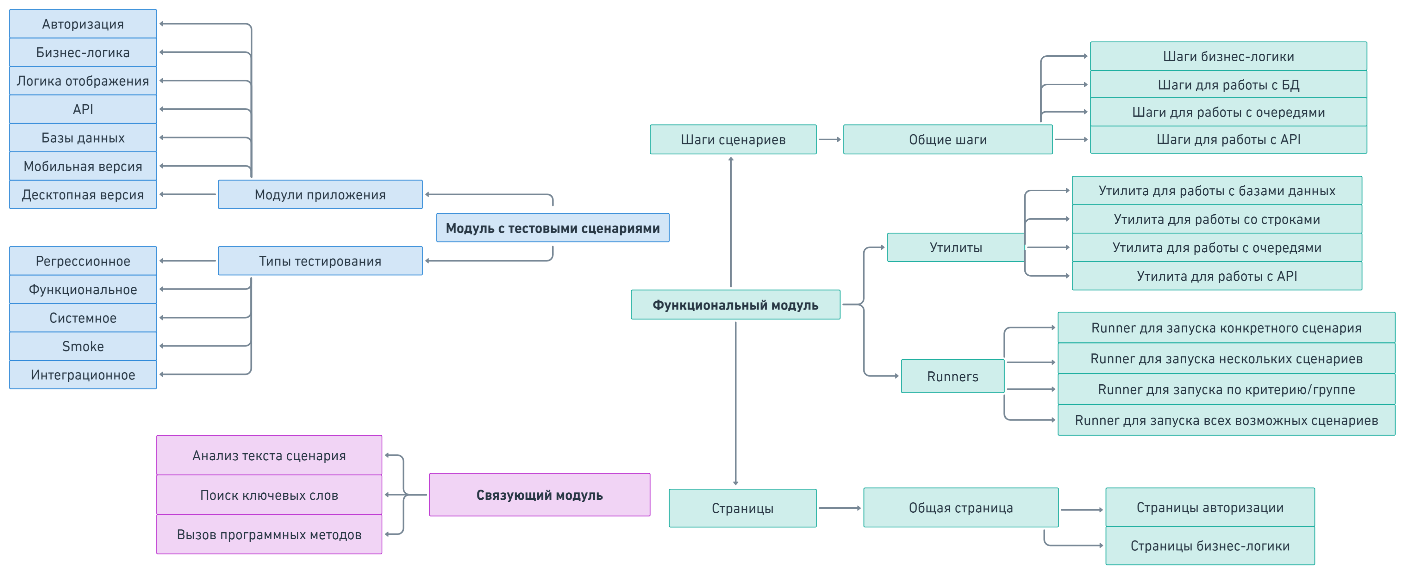 Авторизация
Бизнес-логика
Логика отображения
API
Базы данных
Мобильная версия
Десктопная версия
Модули приложения
Модуль с тестовыми сценариями
Типы тестирования
Регрессионное
Функциональное
Системное
Smoke
Интеграционное
Анализ текста сценария
Поиск ключевых слов
Вызов программных методов
Связующий модуль
Шаги сценариев
Общие шаги
Шаги бизнес-логики
Шаги для работы с БД
Шаги для работы с очередями
Шаги для работы с API
Утилиты
Утилита для работы с базами данных
Утилита для работы со строками
Утилита для работы с очередями
Утилита для работы с API
Функциональный модуль
Runners
Runner для запуска конкретного сценария
Runner для запуска нескольких сценариев
Runner для запуска по критерию/группе
Runner для запуска всех возможных сценариев
Страницы
Общая страница
Страницы авторизации
Страницы бизнес-логики